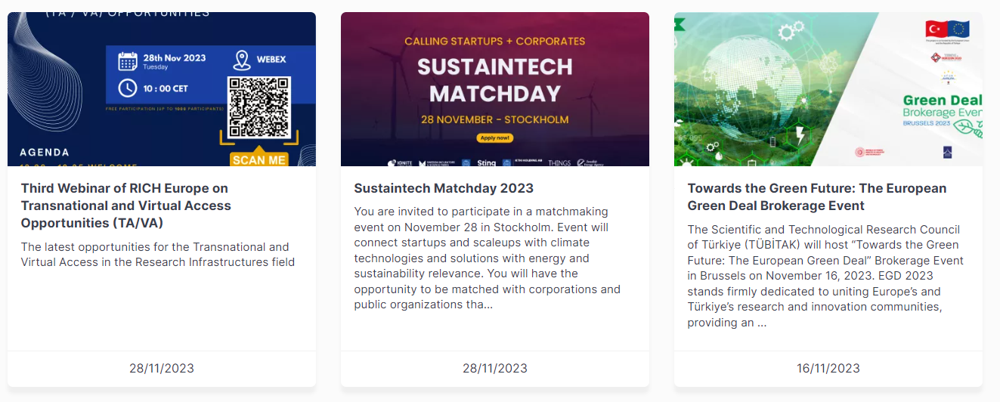 (TA / VA) OPPORTUNITIES
28th Nov 2023
Tuesday
WEBEX
10 : 00 CET
FREE PARTICIPATION (UP TO 1000 PARTICIPANTS)
AGENDA
SCAN ME
Third Webinar of RICH Europe on
Transnational and Virtual Access
Opportunities (TA/VA)
The latest opportunities for the Transnational and
Virtual Access in the Research Infrastructures field
28/11/2023
CALLING STARTUPS + CORPORATES
SUSTAINTECH
MATCHDAY
28 NOVEMBER - STOCKHOLM
Apply now!
IGNITE
Sting
KTH HOLDING AB
THINGS
Swedish
Energy Agency
Sustaintech Matchday 2023
You are invited to participate in a matchmaking
event on November 28 in Stockholm. Event will
connect startups and scaleups with climate
technologies and solutions with energy and
sustainability relevance. You will have the
opportunity to be matched with corporations and
public organizations tha...
28/11/2023
Green Deal
Brokerage Even
BRUSSELS 2023
Towards the Green Future: The European
Green Deal Brokerage Event
The Scientific and Technological Research Council
of Türkiye (TÜBİTAK) will host “Towards the Green
Future: The European Green Deal” Brokerage Event
in Brussels on November 16, 2023. EGD 2023
stands firmly dedicated to uniting Europe’s and
Türkiye’s research and innovation communities,
providing an ...
16/11/2023